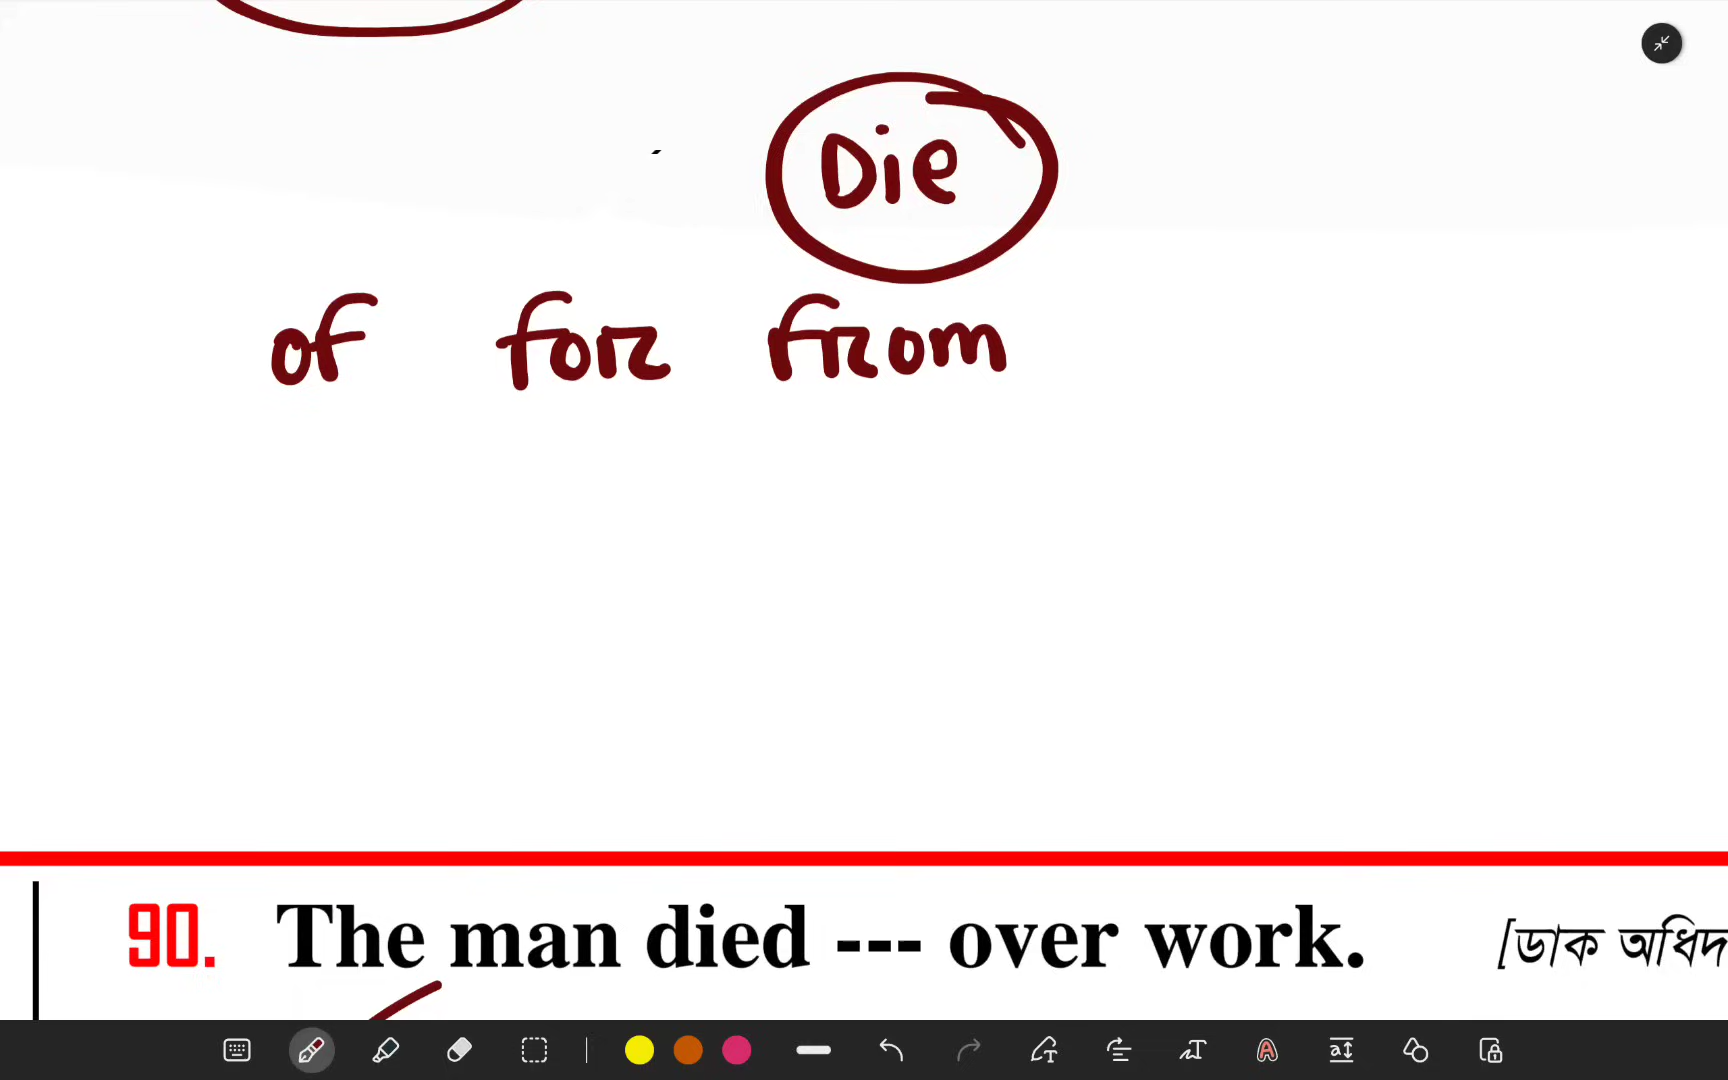 Die
of for from
90. The man died --- over work. [ডাক অধিদ